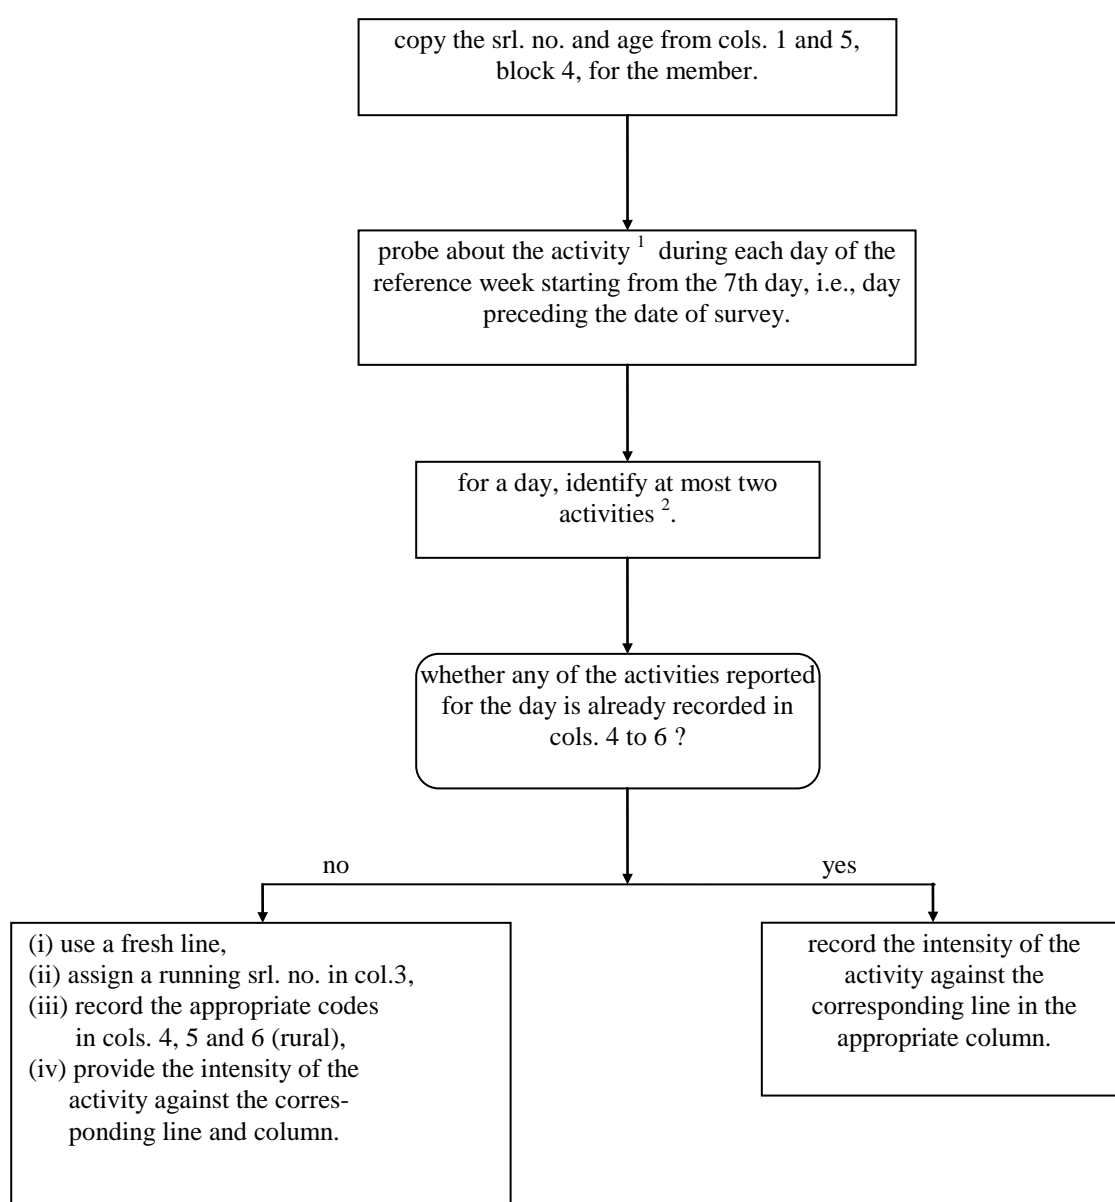 copy the srl. no. and age from cols. 1 and 5,
block 4, for the member.
probe about the activity 1 during each day of the
reference week starting from the 7th day, i.e., day
preceding the date of survey.
for a day, identify at most two
activities 2.
whether any of the activities reported
for the day is already recorded in
cols. 4 to 6 ?
no
yes
(i) use a fresh line,
(ii) assign a running srl. no. in col.3,
(iii) record the appropriate codes
in cols. 4, 5 and 6 (rural),
(iv) provide the intensity of the
activity against the corres-
ponding line and column.
record the intensity of the
activity against the
corresponding line in the
appropriate column.